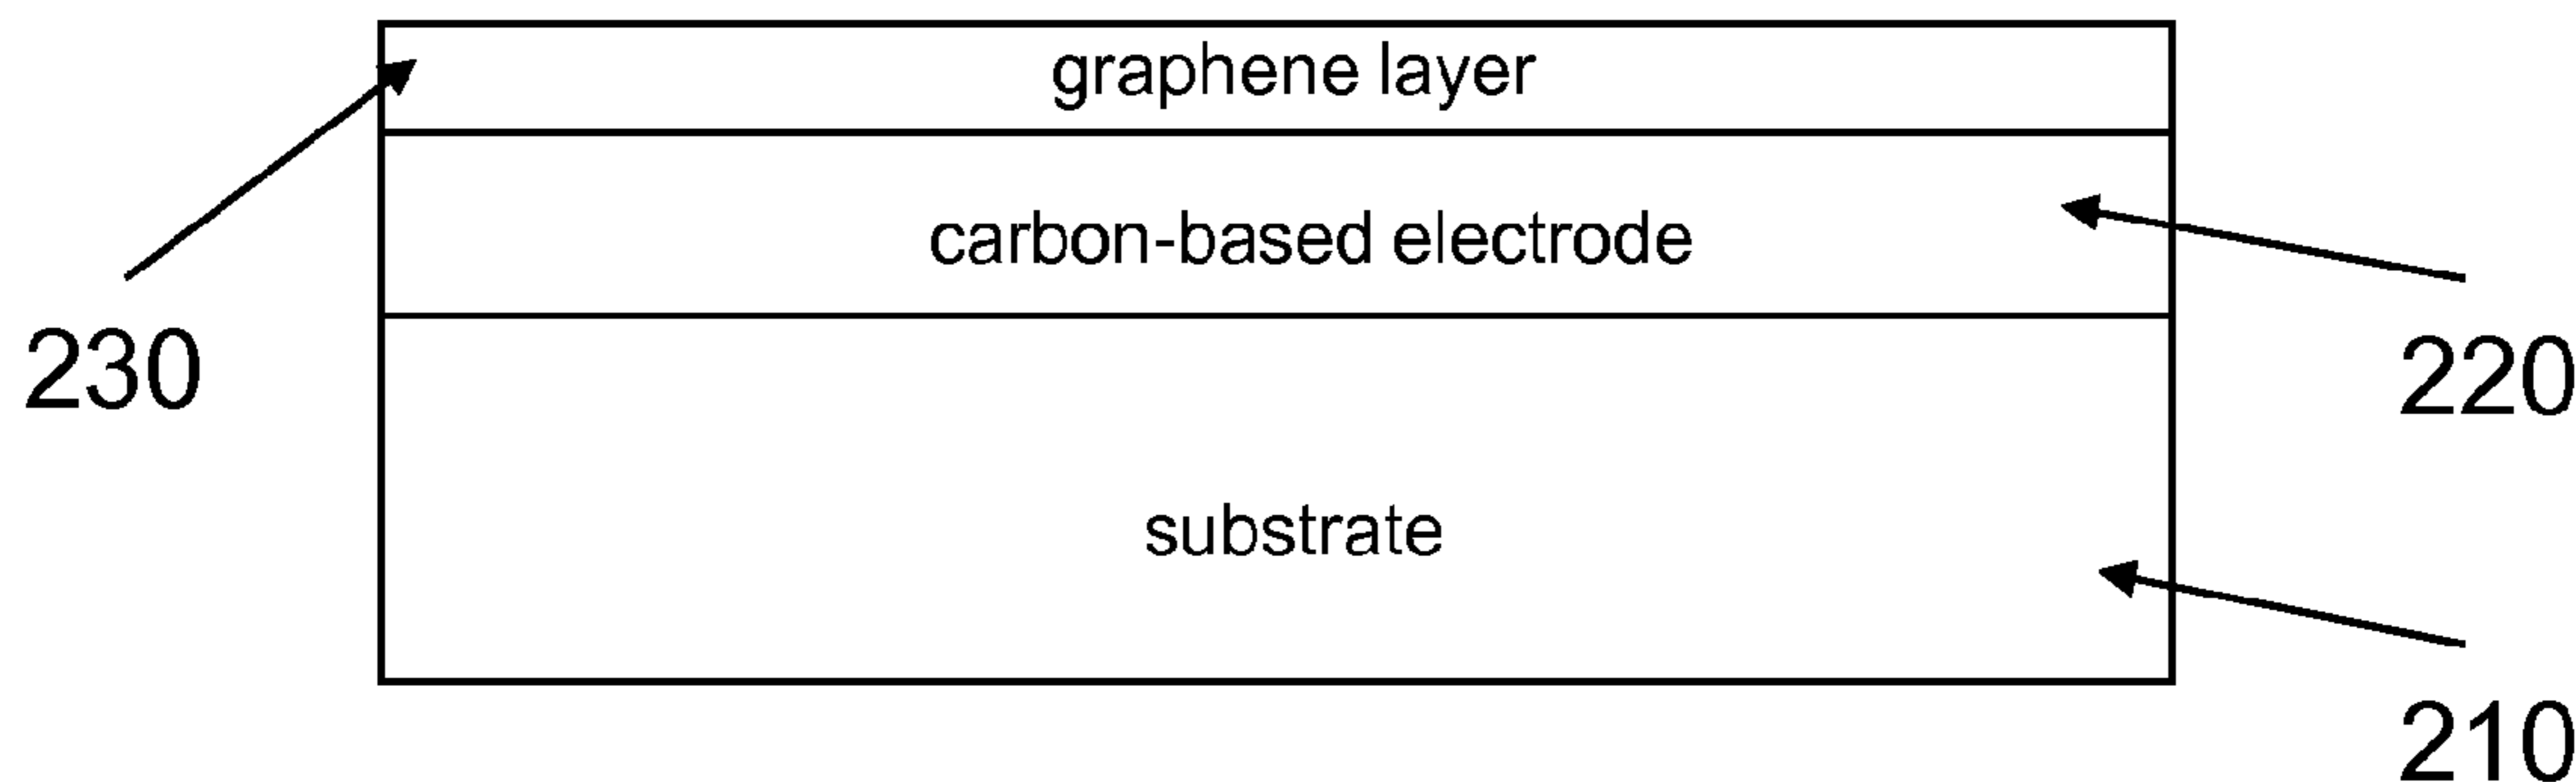 graphene layer
carbon-based electrode
230
220
substrate
210